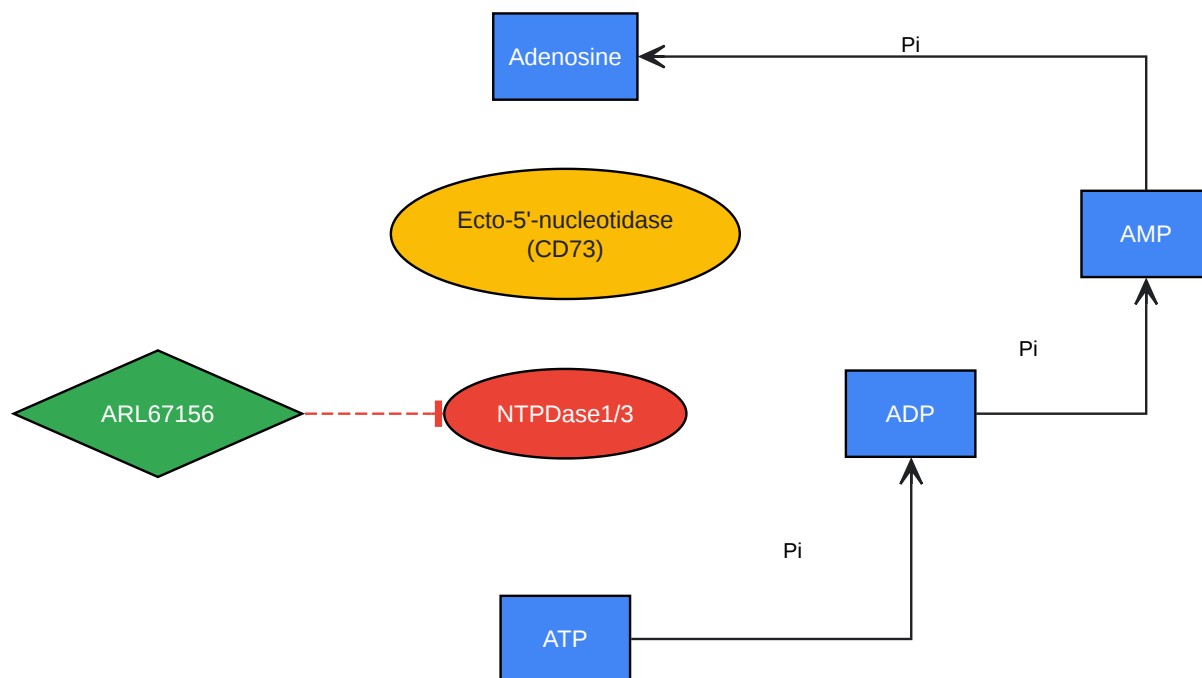 Pi
Adenosine
Ecto-5'-nucleotidase
(CD73)
AMP
Pi
ARL67156
NTPDase1/3
ADP
Pi
ATP